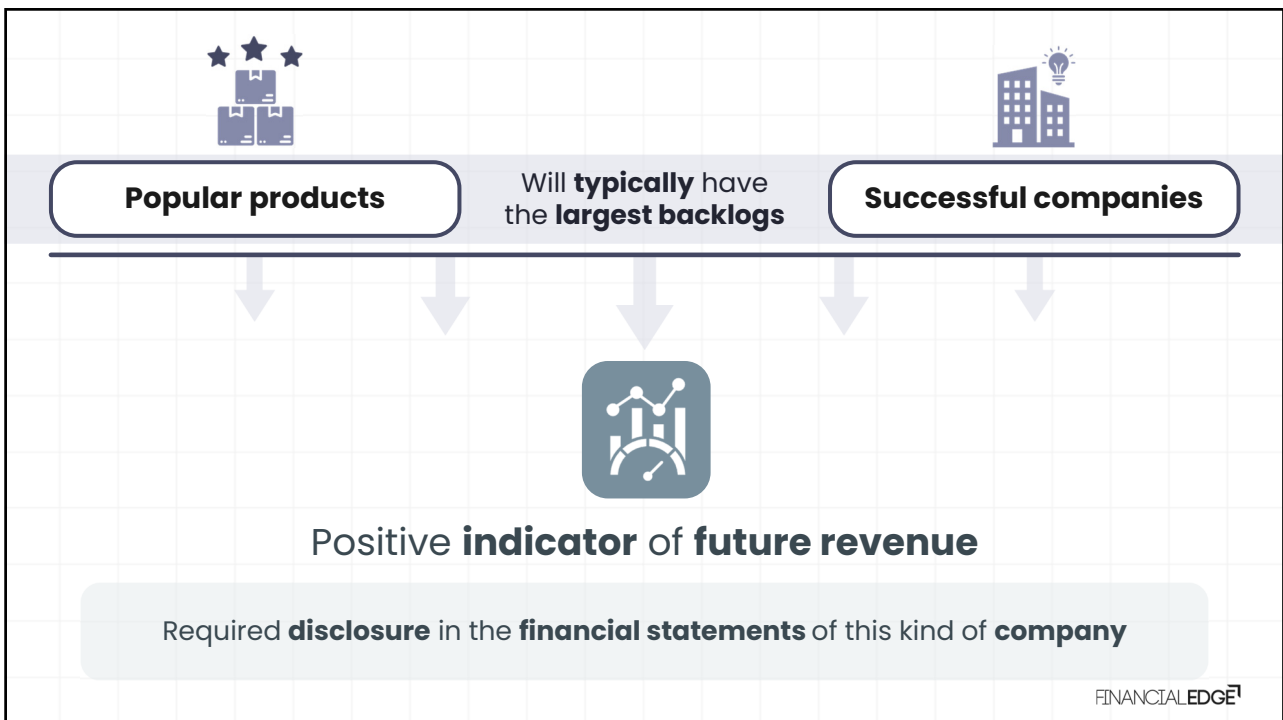 Popular products
Will typically have
the largest backlogs
Successful companies
Positive indicator of future revenue
Required disclosure in the financial statements of this kind of company
FINANCIALEDGE